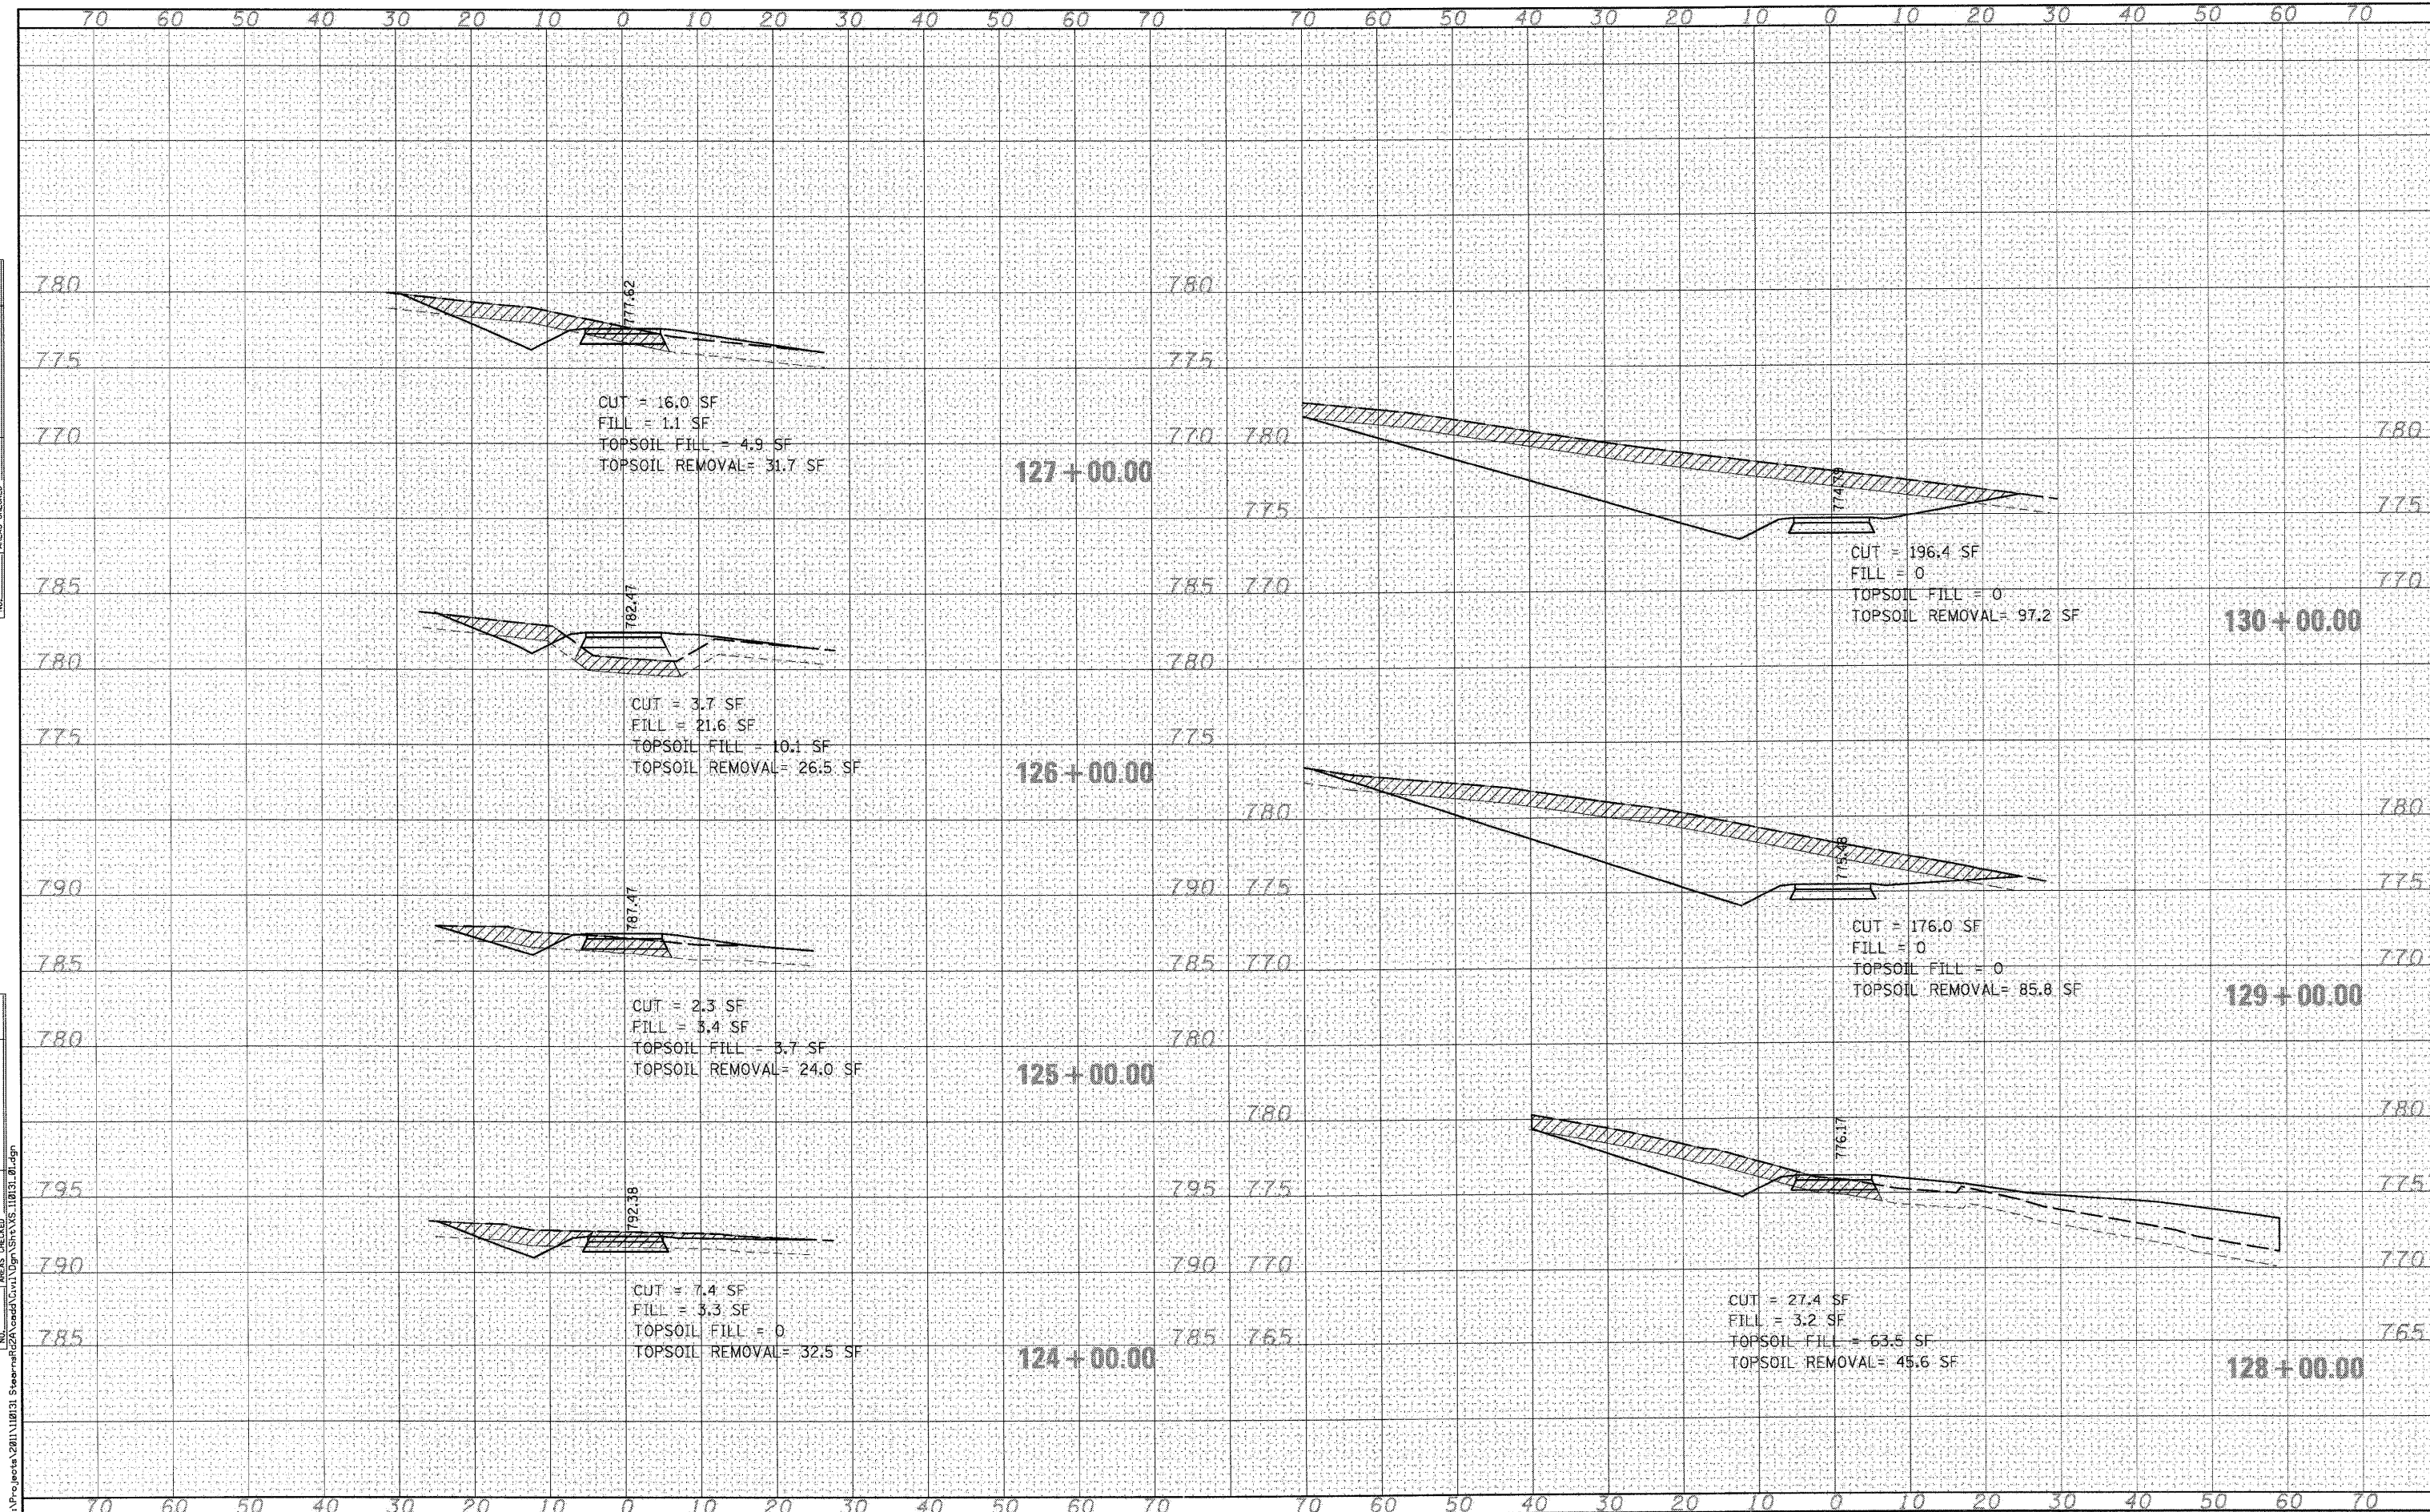 70 60 50 40 30 20 10 0 10 20 30 40 50 60 70 70 60 50 40 30 20 10 0 10 20 30 40 50 60 70
780 780
777.62
775 775
CUT = 16.0 SF
FILL = 1.1 SF
TOPSOIL FILL = 4.9 SF
TOPSOIL REMOVAL= 31.7 SF
770 770
127+00.00
785 785
782.47
780 780
CUT = 3.7 SF
FILL = 21.6 SF
TOPSOIL FILL = 10.1 SF
TOPSOIL REMOVAL= 26.5 SF
775 775
126+00.00
790 790
787.47
785 785
CUT = 2.3 SF
FILL = 3.4 SF
TOPSOIL FILL = 3.7 SF
TOPSOIL REMOVAL= 24.0 SF
780 780
125+00.00
795 795
792.38
790 790
CUT = 7.4 SF
FILL = 3.3 SF
TOPSOIL FILL = 0
TOPSOIL REMOVAL= 32.5 SF
785 785
124+00.00
780 780
774.79
775 775
CUT = 196.4 SF
FILL = 0
TOPSOIL FILL = 0
TOPSOIL REMOVAL= 97.2 SF
770 770
130+00.00
780 780
775.48
775 775
CUT = 176.0 SF
FILL = 0
TOPSOIL FILL = 0
TOPSOIL REMOVAL= 85.8 SF
770 770
129+00.00
780 780
776.17
775 775
770 770
CUT = 27.4 SF
FILL = 3.2 SF
TOPSOIL FILL = 63.5 SF
TOPSOIL REMOVAL= 45.6 SF
765 765
128+00.00
70 60 50 40 30 20 10 0 10 20 30 40 50 60 70 70 60 50 40 30 20 10 0 10 20 30 40 50 60 70
AREAS CHECKED
NO.